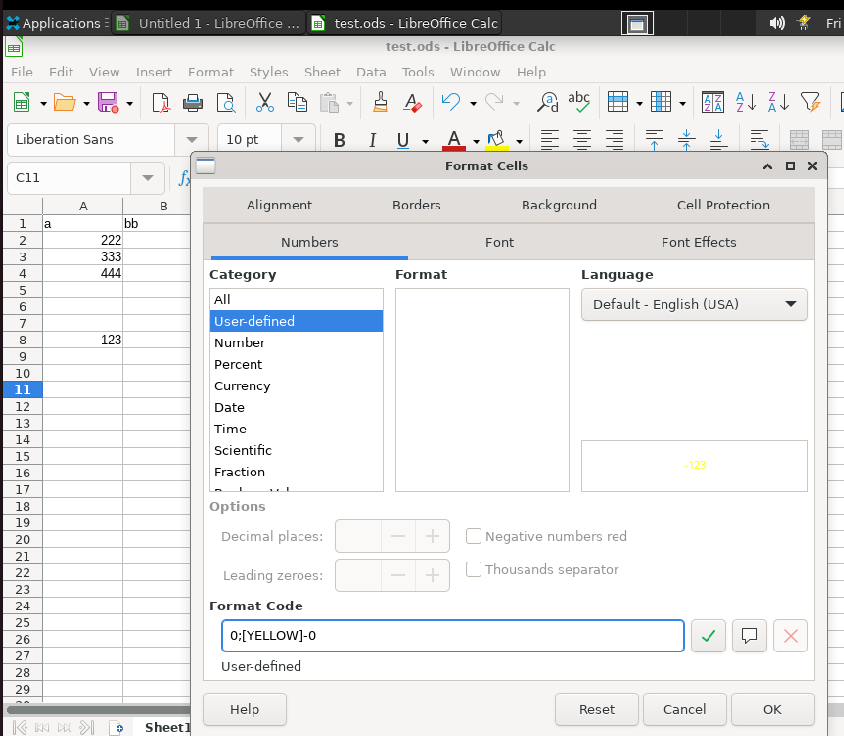 Applications Untitled 1 - LibreOffice ... test.ods - LibreOffice Calc Fri
test.ods - LibreOffice Calc
File Edit View Insert Format Styles Sheet Data Tools Window Help
abc
Liberation Sans 10 pt B I U A
C11 fx
Format Cells
A B
Alignment Borders Background Cell Protection
1 a bb
2 222
Numbers Font Font Effects
3 333
4 444
Category Format Language
5
All
6
Default - English (USA)
User-defined
7
8 123
Number
9
Percent
10
Currency
11
Date
12
13
Time
14
Scientific
15
-123
16
Fraction
17
18
Options
19
20
Decimal places: Negative numbers red
21
22
Leading zeroes: Thousands separator
23
24
Format Code
25
26
0;[YELLOW]-0
27
28
User-defined
29
Help Reset Cancel OK
Sheet1